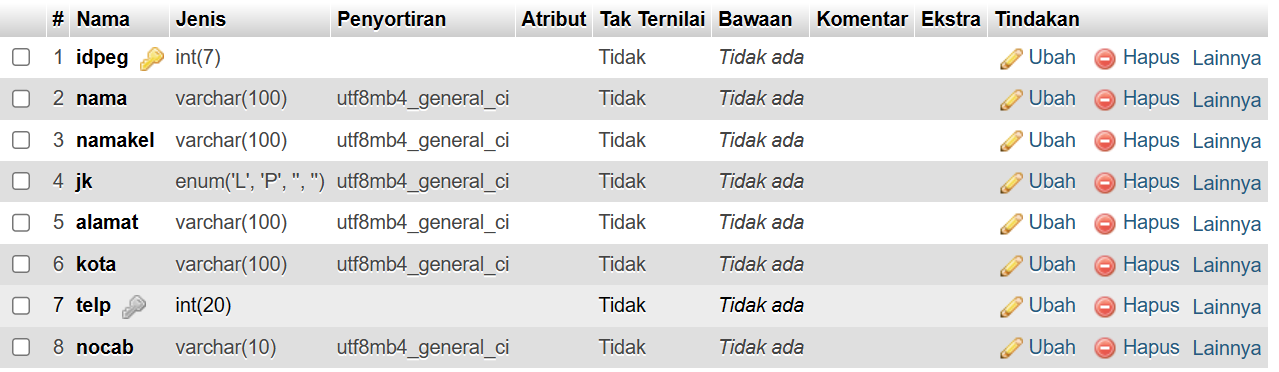 # Nama Jenis Penyortiran Atribut Tak Ternilai Bawaan Komentar Ekstra Tindakan
1 idpeg int(7) Tidak Tidak ada Ubah Hapus Lainnya
2 nama varchar(100) utf8mb4_general_ci Tidak Tidak ada Ubah Hapus Lainnya
3 namakel varchar(100) utf8mb4_general_ci Tidak Tidak ada Ubah Hapus Lainnya
4 jk enum('L', 'P', '', '') utf8mb4_general_ci Tidak Tidak ada Ubah Hapus Lainnya
5 alamat varchar(100) utf8mb4_general_ci Tidak Tidak ada Ubah Hapus Lainnya
6 kota varchar(100) utf8mb4_general_ci Tidak Tidak ada Ubah Hapus Lainnya
7 telp int(20) Tidak Tidak ada Ubah Hapus Lainnya
8 nocab varchar(10) utf8mb4_general_ci Tidak Tidak ada Ubah Hapus Lainnya